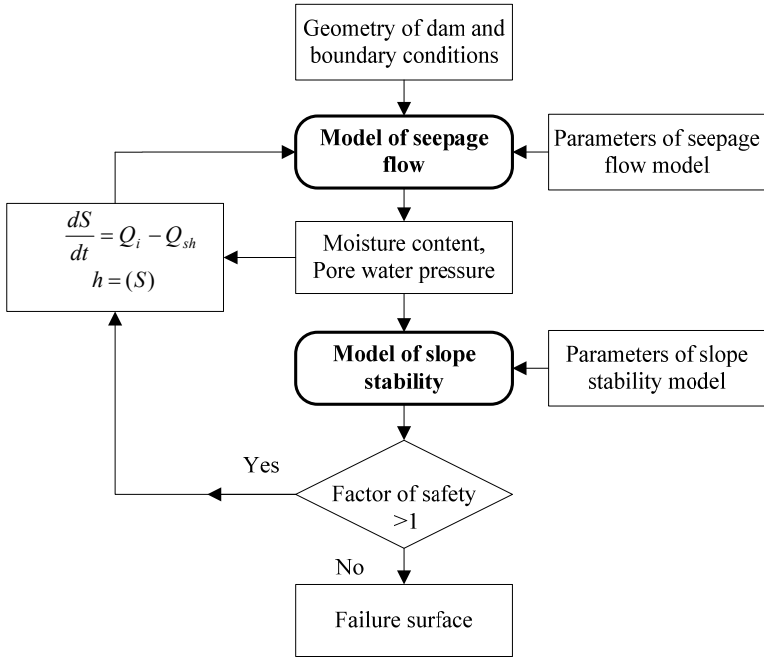 Geometry of dam and
boundary conditions
Model of seepage
flow
Parameters of seepage
flow model
dS/dt = Q_i − Q_sh
h = (S)
Moisture content,
Pore water pressure
Model of slope
stability
Parameters of slope
stability model
Yes
Factor of safety
>1
No
Failure surface